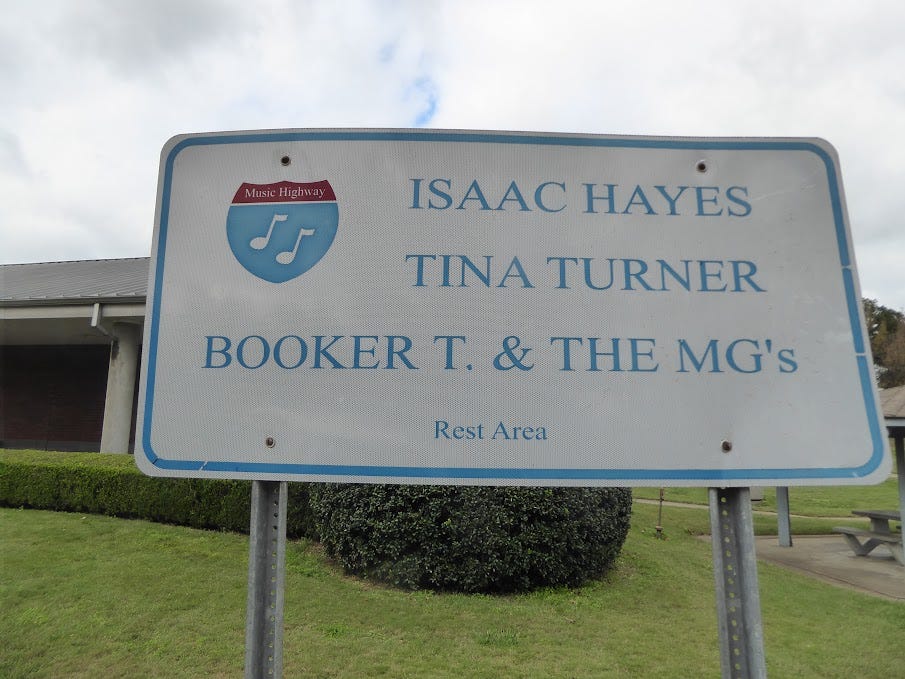 Music Highway
ISAAC HAYES
TINA TURNER
BOOKER T. & THE MG's
Rest Area